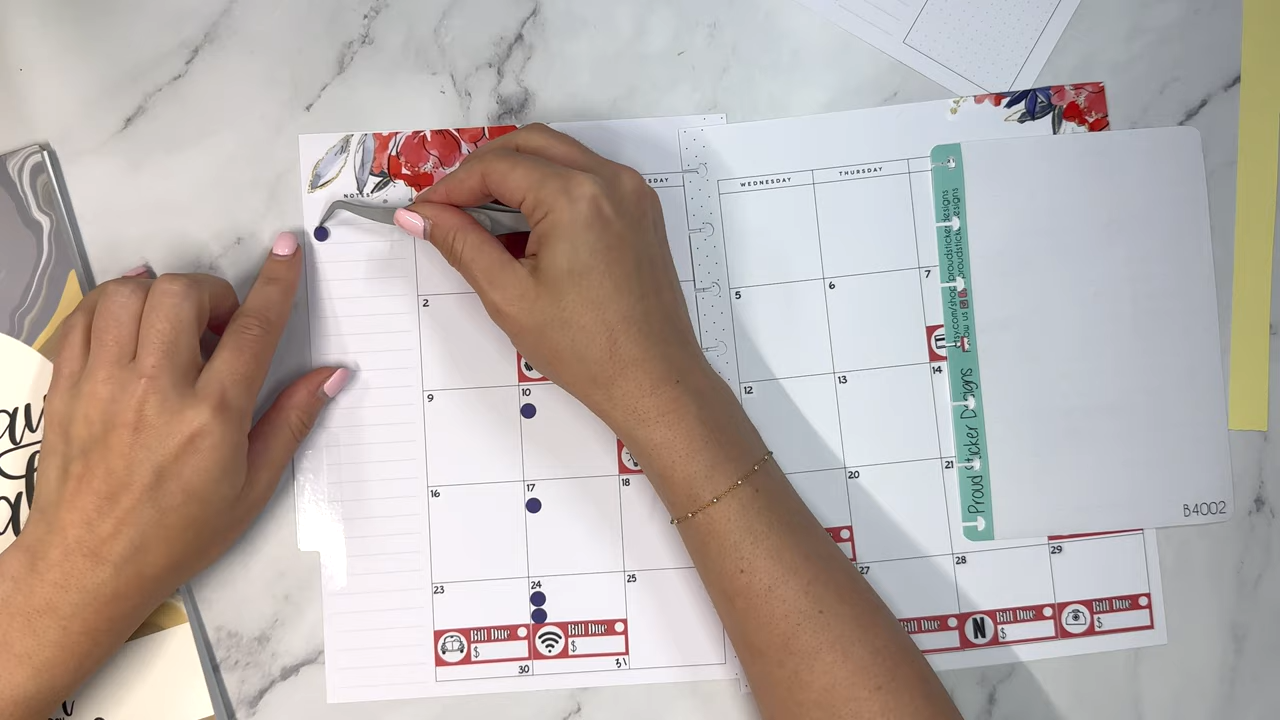 NOTES
WEDNESDAY
THURSDAY
2
5
6
7
9
10
12
13
14
16
17
18
20
21
23
24
25
27
28
29
Bill Due
$
Bill Due
$
Bill Due
Bill Due
$
Bill Due
$
N
30
31
Proud Sticker Designs
B4002